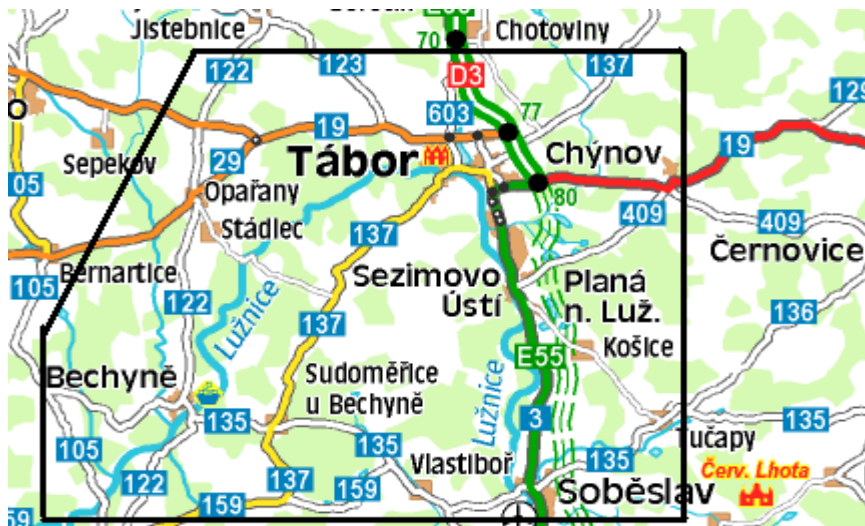 Jistebnice
70
Chotoviny
122
123
D3
137
603
77
129
19
19
Tábor
Chýnov
Sepekov
29
05
Opařany
80
409
409
Stádlec
137
Černovice
Bernartice
Sezimovo
Ústí
Planá
n. Luž.
105
122
Lužnice
137
136
E55
Košice
Bechyně
Sudoměřice
u Bechyně
Lužnice
135
3
135
Tučapy
105
135
135
Červ. Lhota
122
137
Vlastiboř
159
159
Soběslav
59